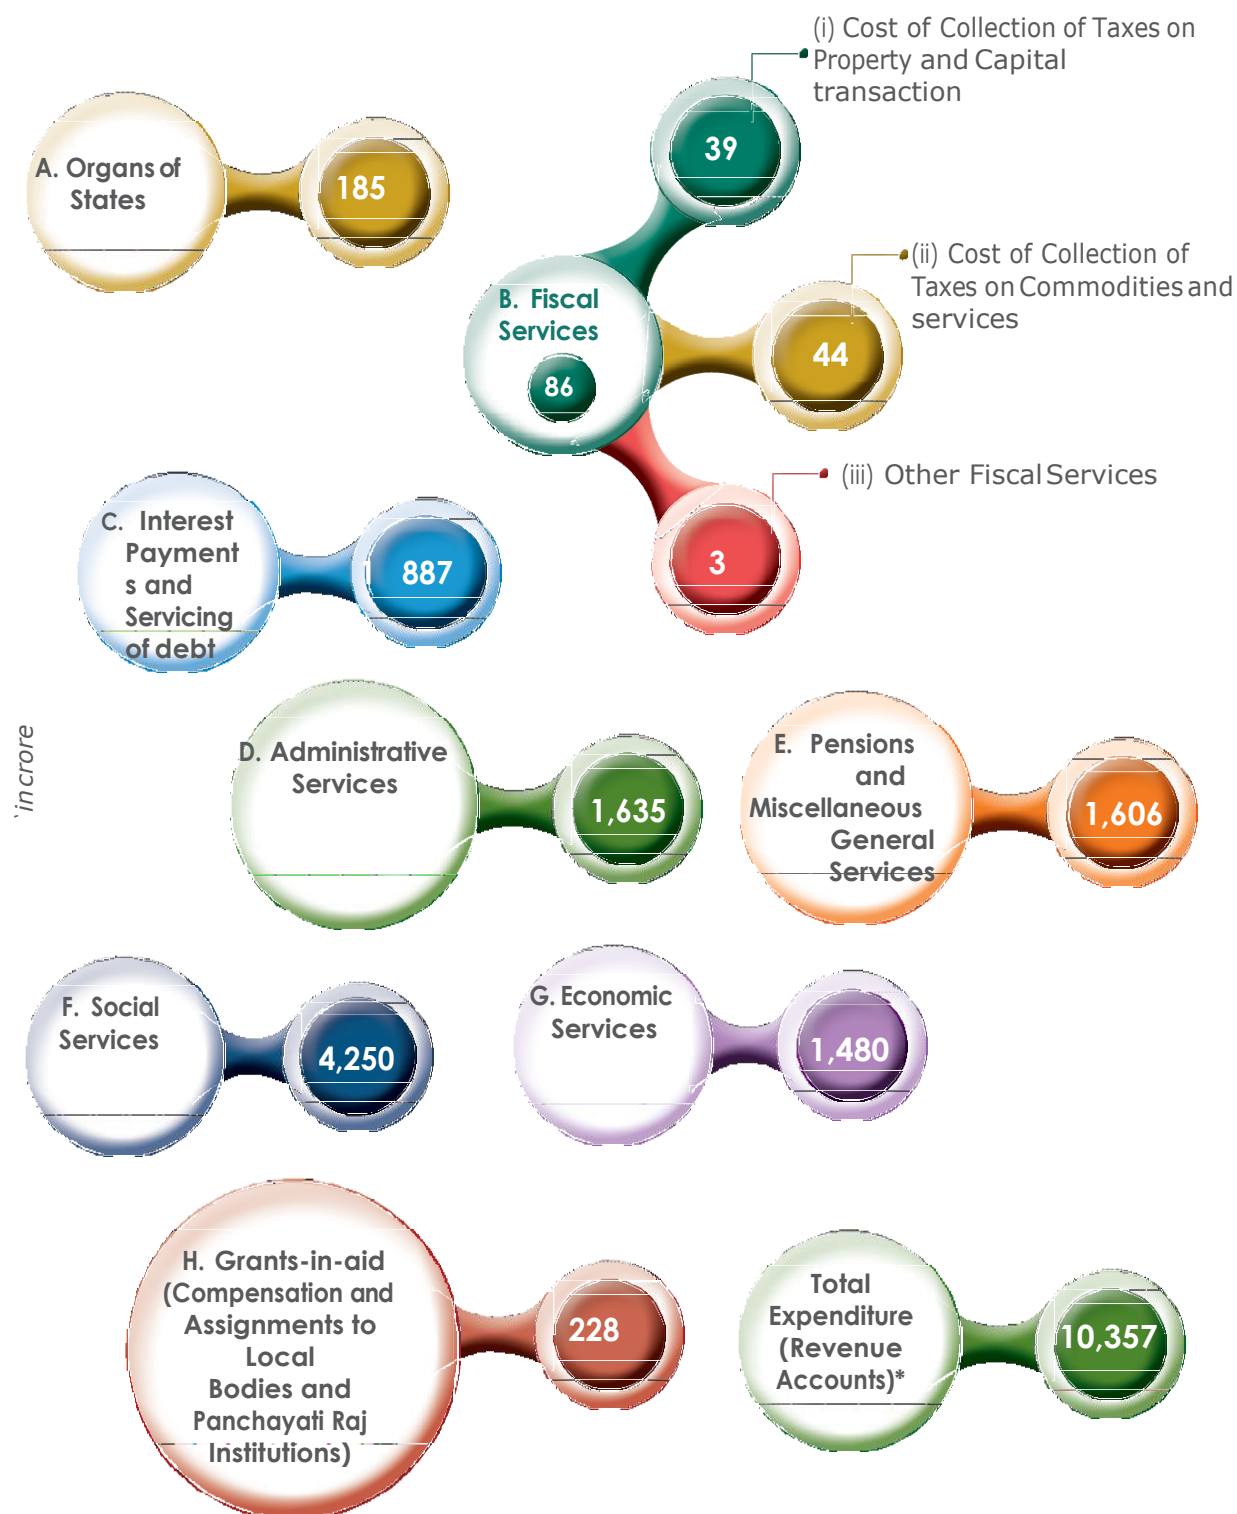 (i) Cost of Collection of Taxes on
Property and Capital
transaction
39
A. Organs of
States
185
(ii) Cost of Collection of
Taxes on Commodities and
services
B. Fiscal
Services
86
44
(iii) Other Fiscal Services
3
C. Interest
Payment
s and
Servicing
of debt
887
`in crore
D. Administrative
Services
1,635
E. Pensions
and
Miscellaneous
General
Services
1,606
F. Social
Services
4,250
G. Economic
Services
1,480
H. Grants-in-aid
(Compensation and
Assignments to
Local
Bodies and
Panchayati Raj
Institutions)
228
Total
Expenditure
(Revenue
Accounts)*
10,357